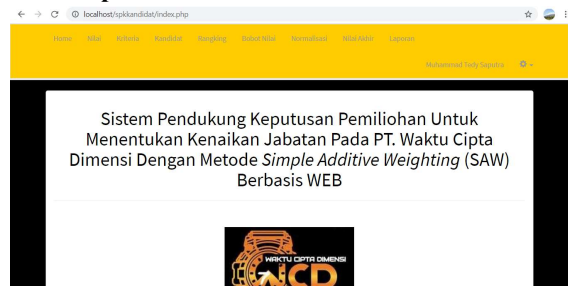 localhost/spkkandidat/index.php
Home Nilai Kriteria Kandidat Rangking Bobot Nilai Normalisasi Nilai Akhir Laporan
Muhammad Tedy Saputra
Sistem Pendukung Keputusan Pemiliohan Untuk
Menentukan Kenaikan Jabatan Pada PT. Waktu Cipta
Dimensi Dengan Metode Simple Additive Weighting (SAW)
Berbasis WEB
WAKTU CIPTA DIMENSI
WCD